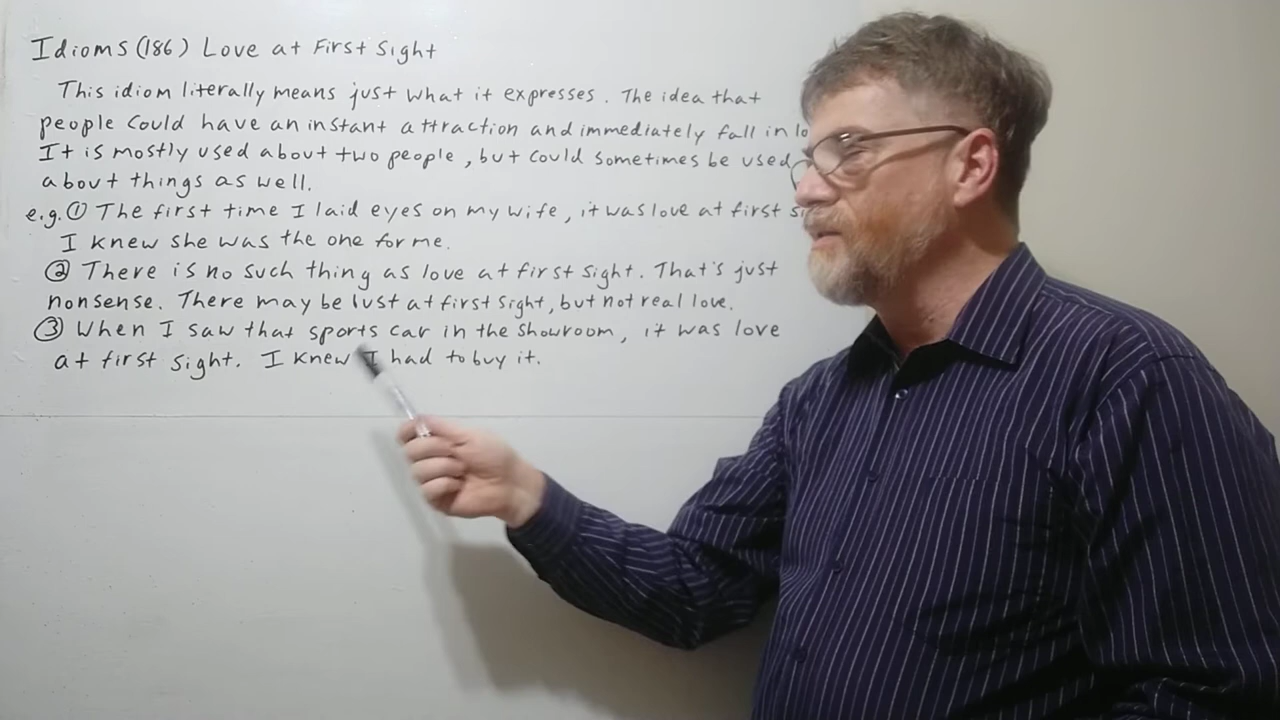 Idioms (186) Love at First Sight
This idiom literally means just what it expresses. The idea that
people could have an instant attraction and immediately fall in lo
It is mostly used about two people, but could sometimes be used
about things as well.
e.g. ① The first time I laid eyes on my wife, it was love at first s
I knew she was the one for me.
② There is no such thing as love at first sight. That's just
nonsense. There may be lust at first sight, but not real love.
③ When I saw that sports car in the showroom, it was love
at first sight. I knew I had to buy it.